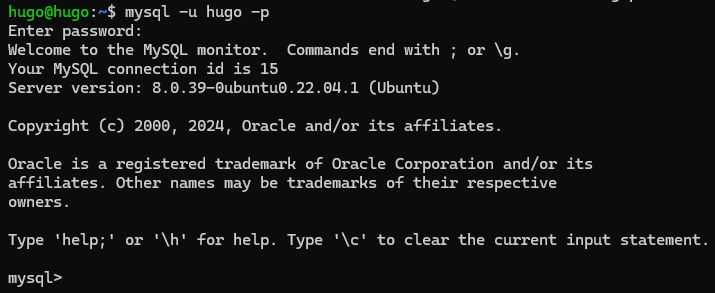 hugo@hugo:~$ mysql -u hugo -p
Enter password:
Welcome to the MySQL monitor.  Commands end with ; or \g.
Your MySQL connection id is 15
Server version: 8.0.39-0ubuntu0.22.04.1 (Ubuntu)
Copyright (c) 2000, 2024, Oracle and/or its affiliates.
Oracle is a registered trademark of Oracle Corporation and/or its
affiliates. Other names may be trademarks of their respective
owners.
Type 'help;' or '\h' for help. Type '\c' to clear the current input statement.
mysql>